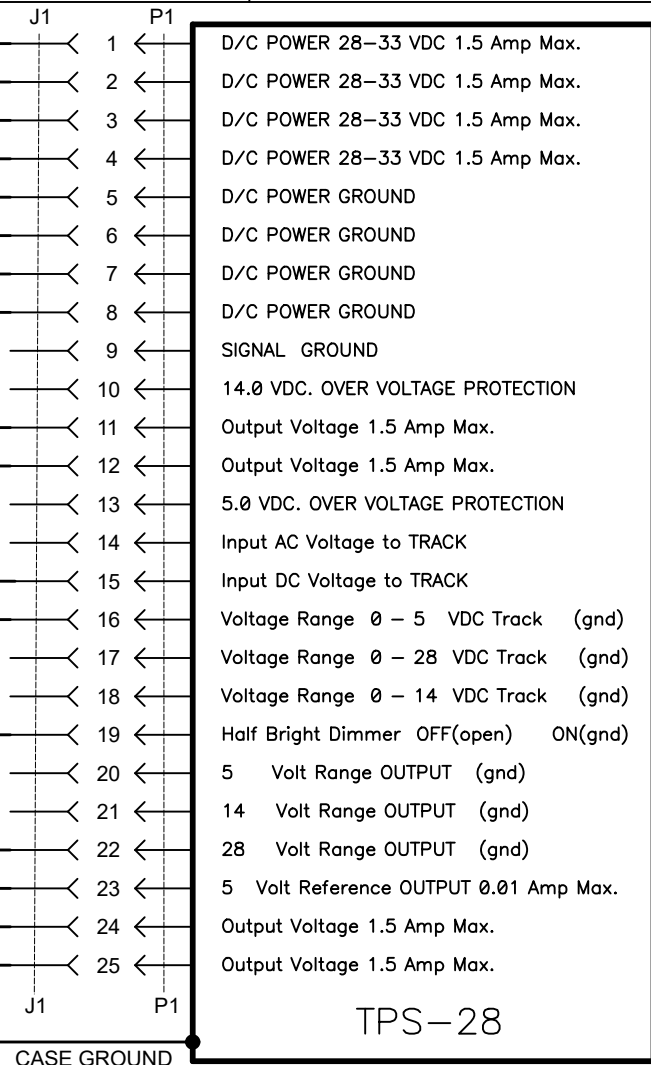 J1 P1
1 D/C POWER 28-33 VDC 1.5 Amp Max.
2 D/C POWER 28-33 VDC 1.5 Amp Max.
3 D/C POWER 28-33 VDC 1.5 Amp Max.
4 D/C POWER 28-33 VDC 1.5 Amp Max.
5 D/C POWER GROUND
6 D/C POWER GROUND
7 D/C POWER GROUND
8 D/C POWER GROUND
9 SIGNAL GROUND
10 14.0 VDC. OVER VOLTAGE PROTECTION
11 Output Voltage 1.5 Amp Max.
12 Output Voltage 1.5 Amp Max.
13 5.0 VDC. OVER VOLTAGE PROTECTION
14 Input AC Voltage to TRACK
15 Input DC Voltage to TRACK
16 Voltage Range 0 - 5 VDC Track (gnd)
17 Voltage Range 0 - 28 VDC Track (gnd)
18 Voltage Range 0 - 14 VDC Track (gnd)
19 Half Bright Dimmer OFF(open) ON(gnd)
20 5 Volt Range OUTPUT (gnd)
21 14 Volt Range OUTPUT (gnd)
22 28 Volt Range OUTPUT (gnd)
23 5 Volt Reference OUTPUT 0.01 Amp Max.
24 Output Voltage 1.5 Amp Max.
25 Output Voltage 1.5 Amp Max.
J1 P1
TPS-28
CASE GROUND